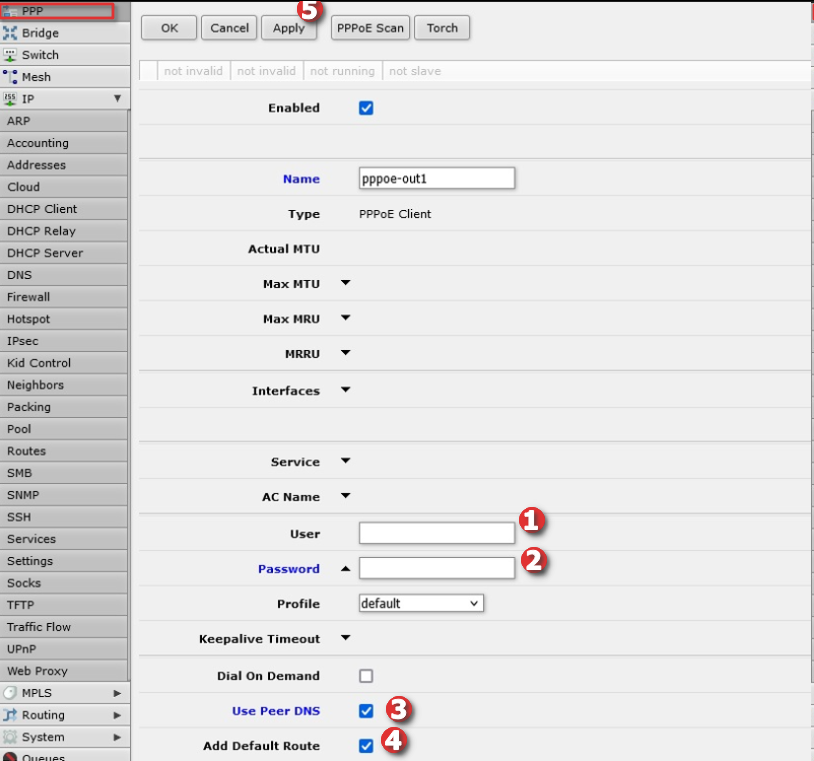 PPP
Bridge
Switch
Mesh
IP
ARP
Accounting
Addresses
Cloud
DHCP Client
DHCP Relay
DHCP Server
DNS
Firewall
Hotspot
IPsec
Kid Control
Neighbors
Packing
Pool
Routes
SMB
SNMP
SSH
Services
Settings
Socks
TFTP
Traffic Flow
UPnP
Web Proxy
MPLS
Routing
System
Queues
5
OK Cancel Apply PPPoE Scan Torch
not invalid not invalid not running not slave
Enabled
Name pppoe-out1
Type PPPoE Client
Actual MTU
Max MTU
Max MRU
MRRU
Interfaces
Service
AC Name
User 1
Password 2
Profile default
Keepalive Timeout
Dial On Demand
Use Peer DNS 3
Add Default Route 4